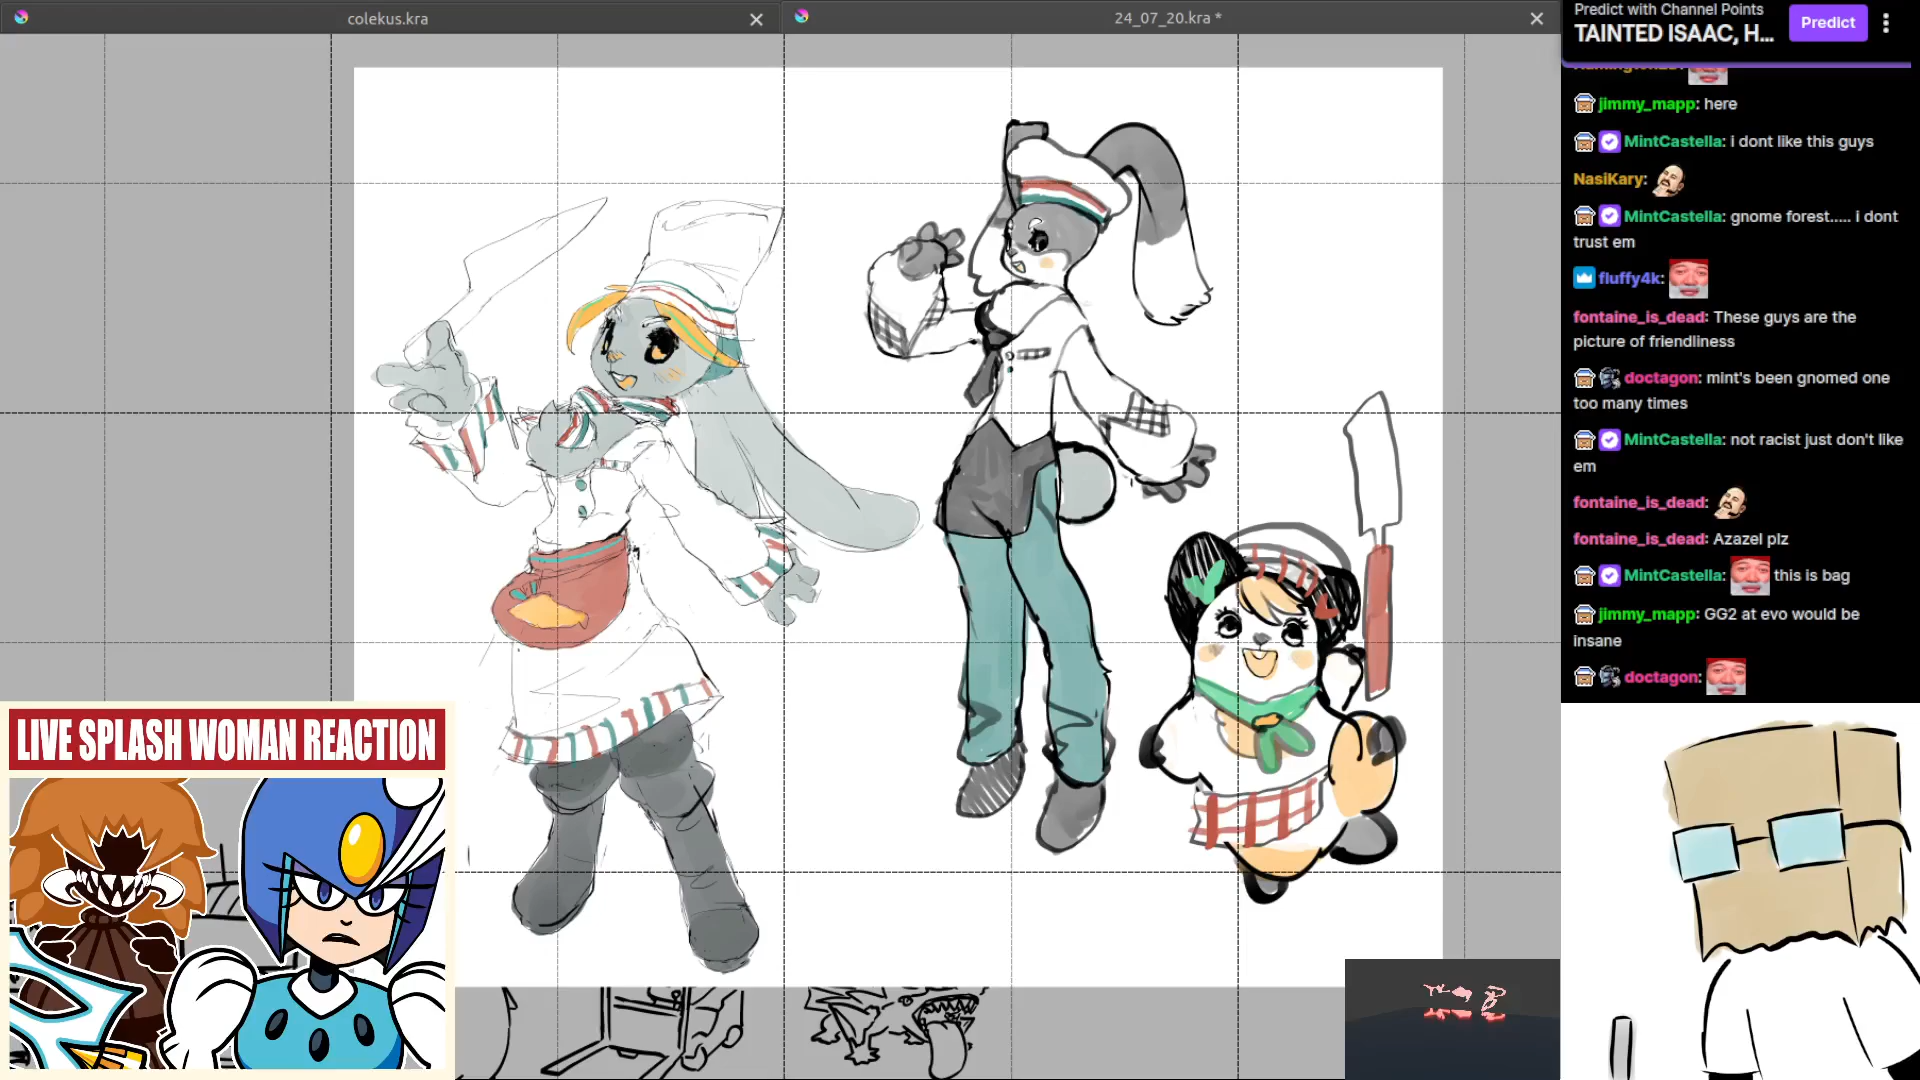 colekus.kra
24_07_20.kra *
Predict with Channel Points
TAINTED ISAAC, H...
Predict
jimmy_mapp: here
MintCastella: i dont like this guys
NasiKary:
MintCastella: gnome forest..... i dont
trust em
fluffy4k:
fontaine_is_dead: These guys are the
picture of friendliness
doctagon: mint's been gnomed one
too many times
MintCastella: not racist just don't like
em
fontaine_is_dead:
fontaine_is_dead: Azazel plz
MintCastella: this is bag
jimmy_mapp: GG2 at evo would be
insane
doctagon:
LIVE SPLASH WOMAN REACTION